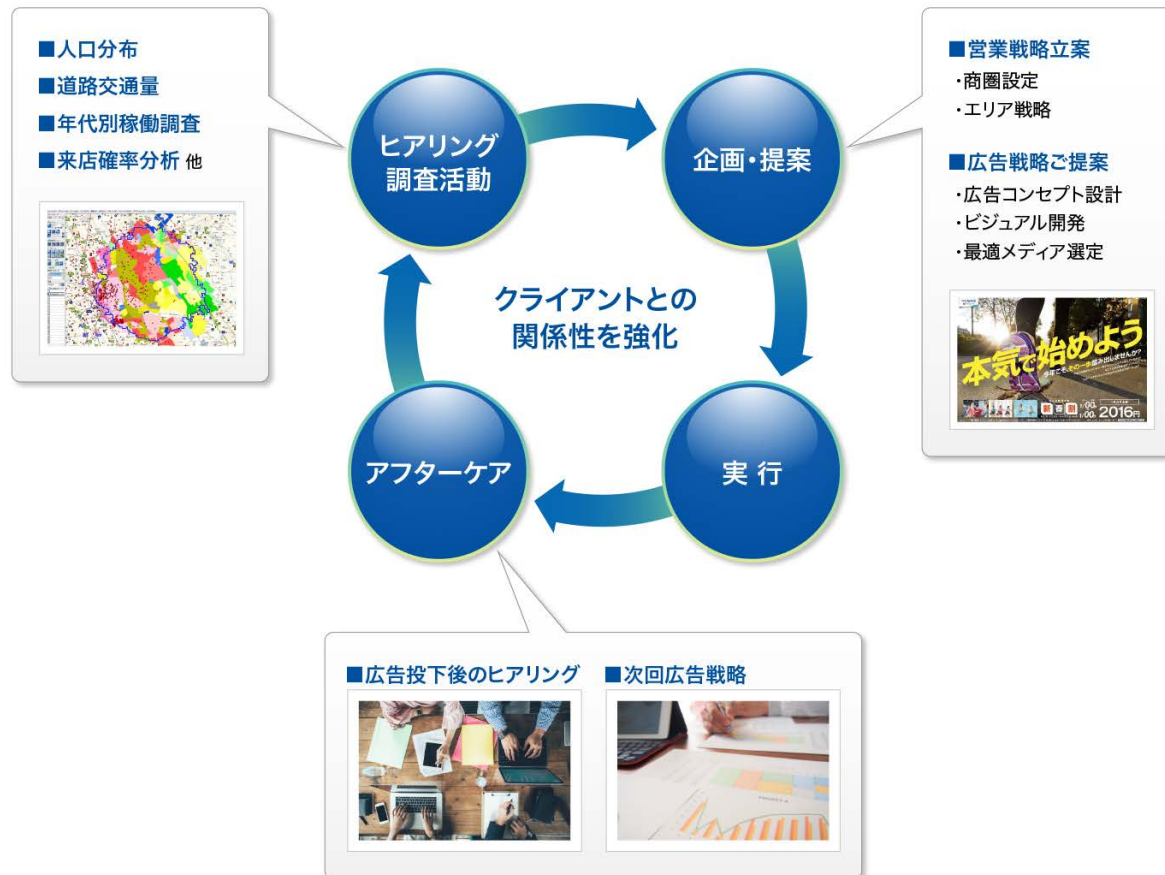 ■人口分布
■道路交通量
■年代別稼働調査
■来店確率分析 他
ヒアリング
調査活動
企画・提案
■営業戦略立案
・商圏設定
・エリア戦略
■広告戦略ご提案
・広告コンセプト設計
・ビジュアル開発
・最適メディア選定
本気で始めよう
2016円
クライアントとの
関係性を強化
アフターケア
実 行
■広告投下後のヒアリング
■次回広告戦略